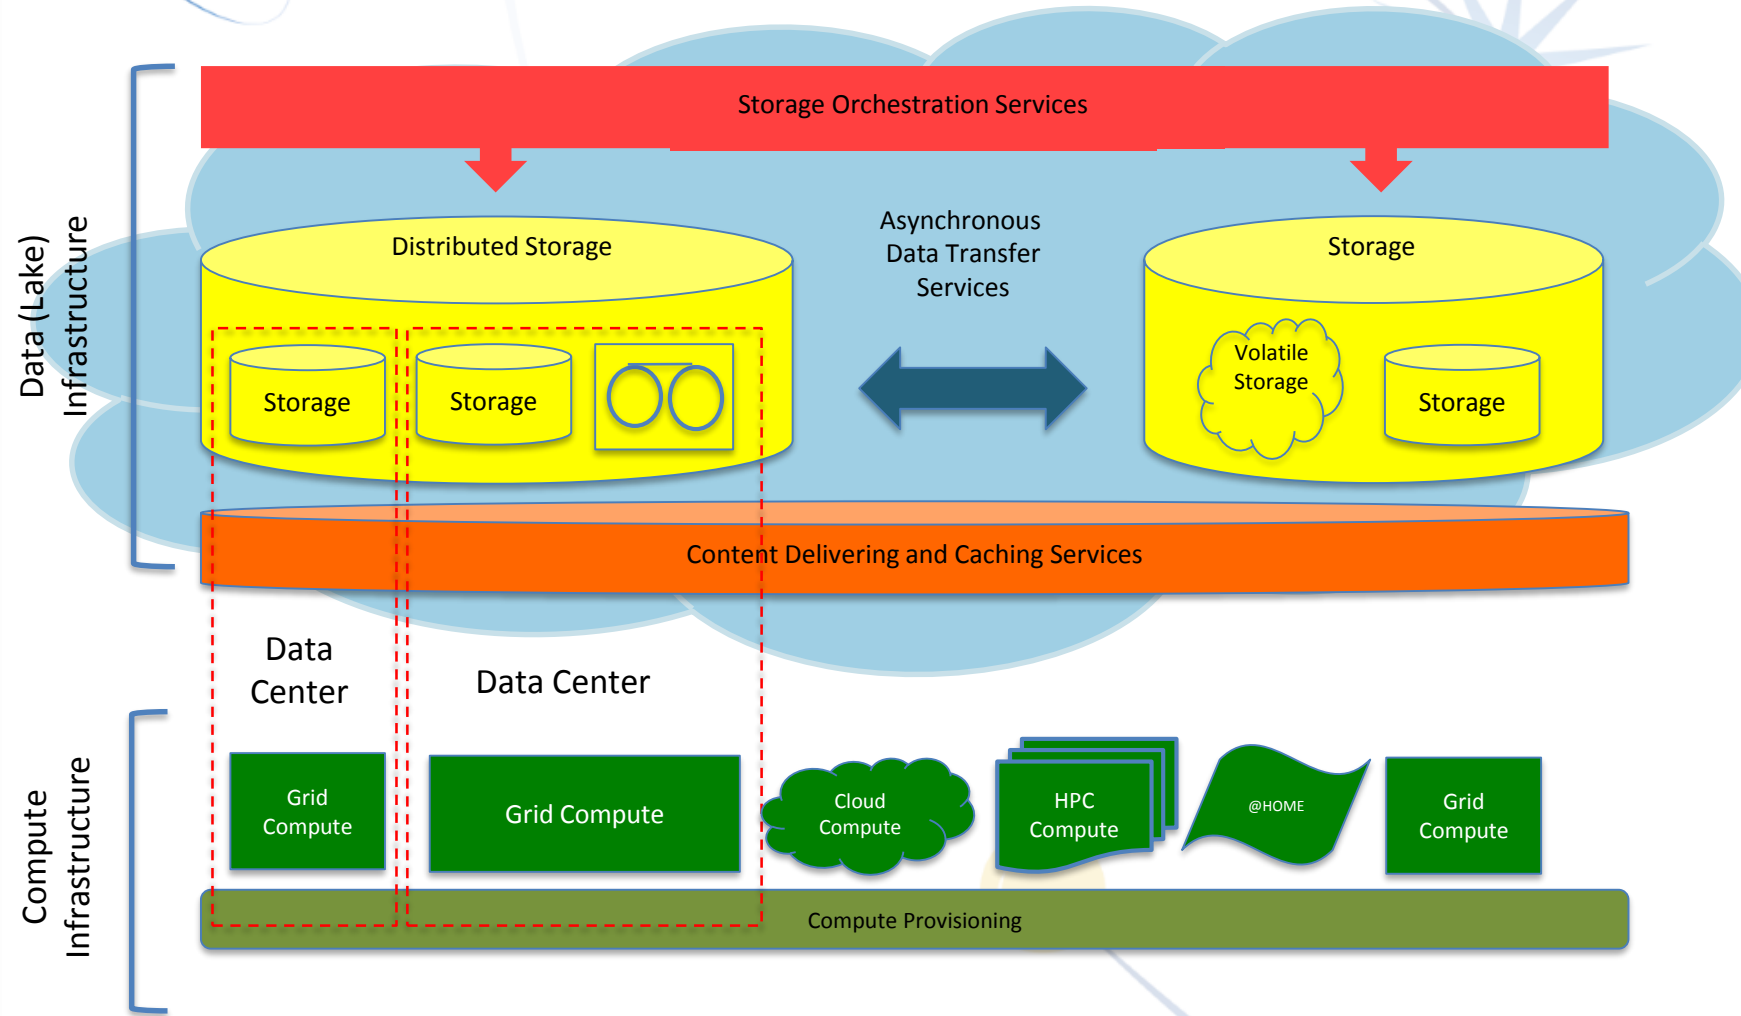 Storage Orchestration Services
Data (Lake)
Infrastructure
Distributed Storage
Asynchronous
Data Transfer
Services
Storage
Storage
Storage
Volatile
Storage
Storage
Content Delivering and Caching Services
Data
Center
Data Center
Compute
Infrastructure
Grid
Compute
Grid Compute
Cloud
Compute
HPC
Compute
@HOME
Grid
Compute
Compute Provisioning